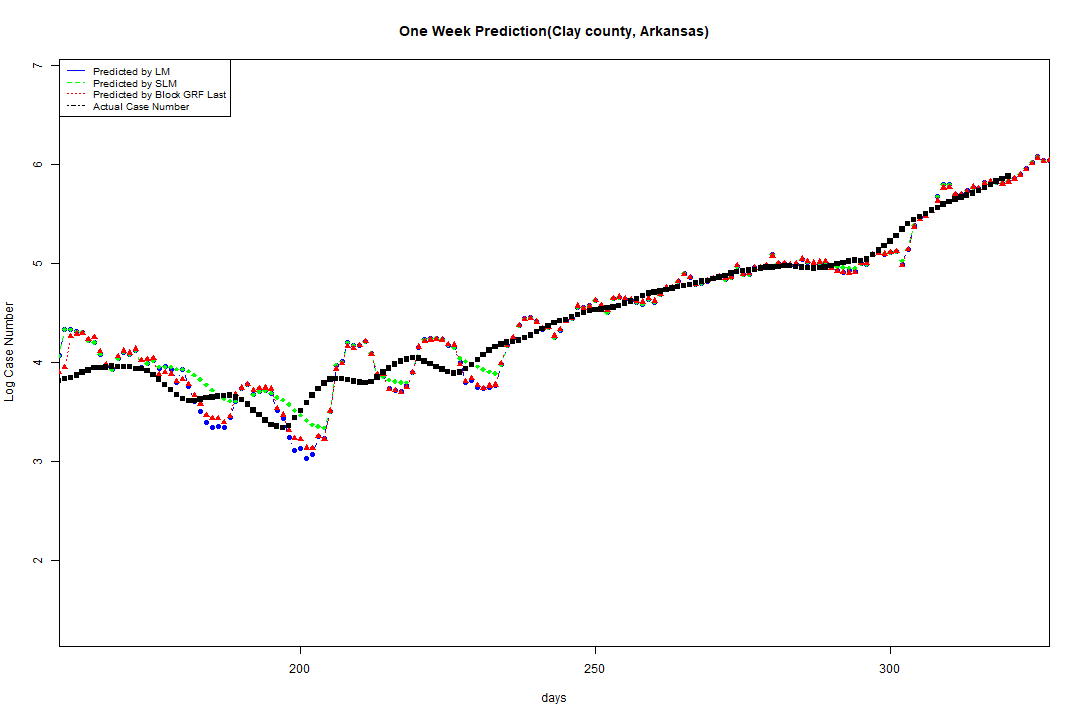 One Week Prediction(Clay county, Arkansas)
7
Predicted by LM
Predicted by SLM
Predicted by Block GRF Last
Actual Case Number
6
5
4
3
2
Log Case Number
200
250
300
days